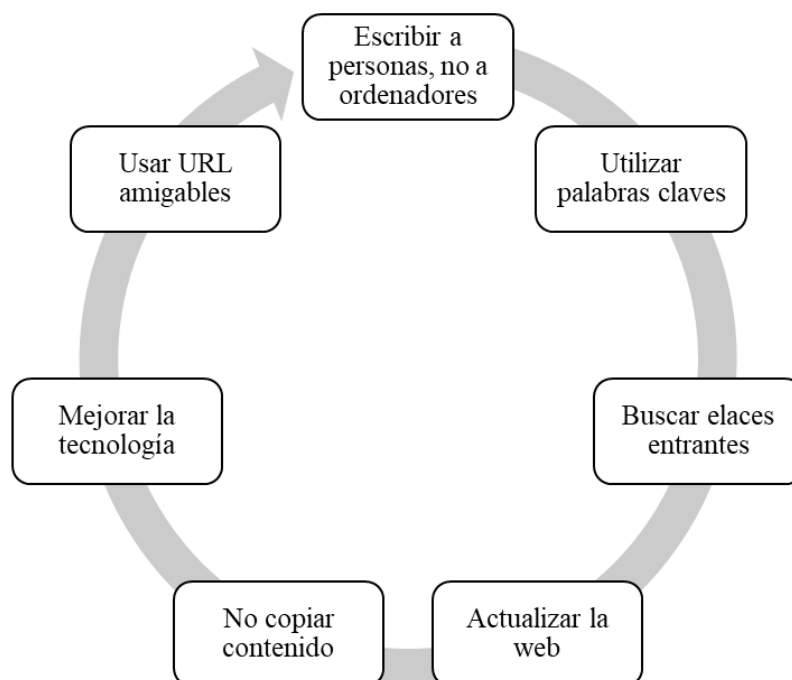 Escribir a
personas, no a
ordenadores
Utilizar
palabras claves
Buscar elaces
entrantes
Actualizar la
web
No copiar
contenido
Mejorar la
tecnología
Usar URL
amigables